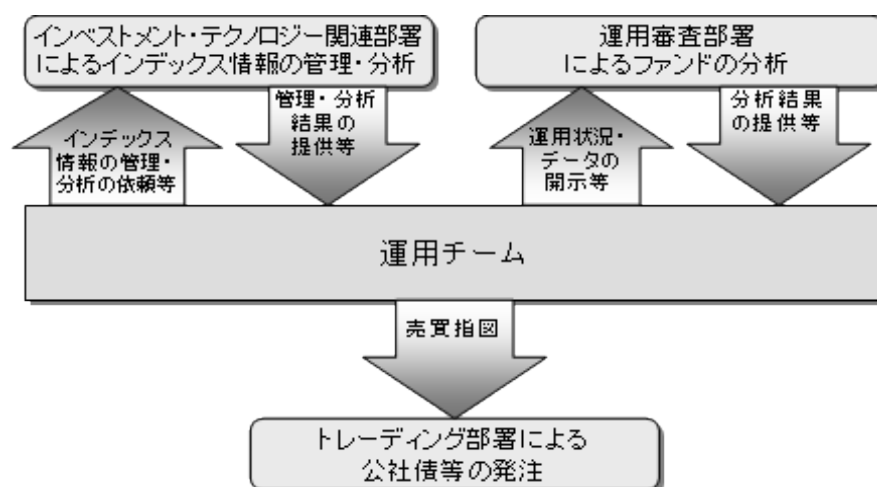 インベストメント・テクノロジー関連部署
によるインデックス情報の管理・分析
運用審査部署
によるファンドの分析
インデックス
情報の管理・
分析の依頼等
管理・分析
結果の
提供等
運用状況・
データの
開示等
分析結果
の提供等
運用チーム
売買指図
トレーディング部署による
公社債等の発注